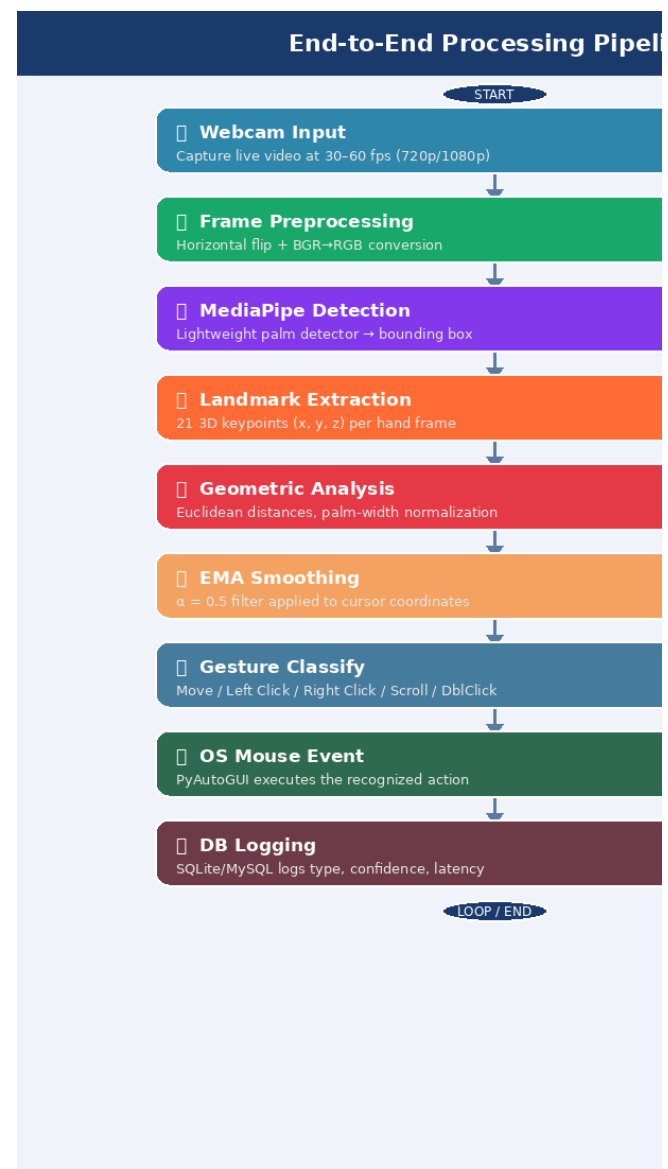 End-to-End Processing Pipeli
START
Webcam Input
Capture live video at 30–60 fps (720p/1080p)
Frame Preprocessing
Horizontal flip + BGR→RGB conversion
MediaPipe Detection
Lightweight palm detector → bounding box
Landmark Extraction
21 3D keypoints (x, y, z) per hand frame
Geometric Analysis
Euclidean distances, palm-width normalization
EMA Smoothing
α = 0.5 filter applied to cursor coordinates
Gesture Classify
Move / Left Click / Right Click / Scroll / DblClick
OS Mouse Event
PyAutoGUI executes the recognized action
DB Logging
SQLite/MySQL logs type, confidence, latency
LOOP / END